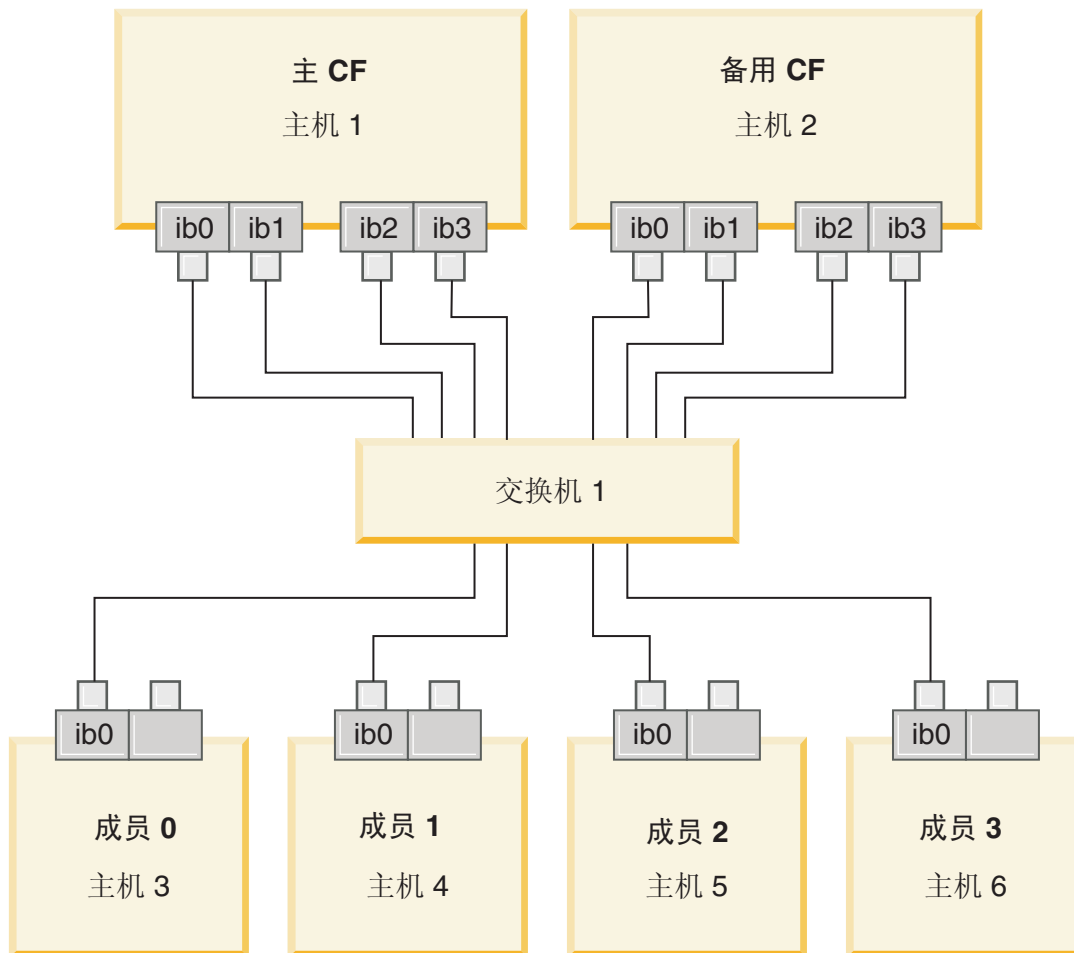 主 CF
主机 1
备用 CF
主机 2
ib0 ib1 ib2 ib3
ib0 ib1 ib2 ib3
交换机 1
ib0
成员 0
主机 3
ib0
成员 1
主机 4
ib0
成员 2
主机 5
ib0
成员 3
主机 6